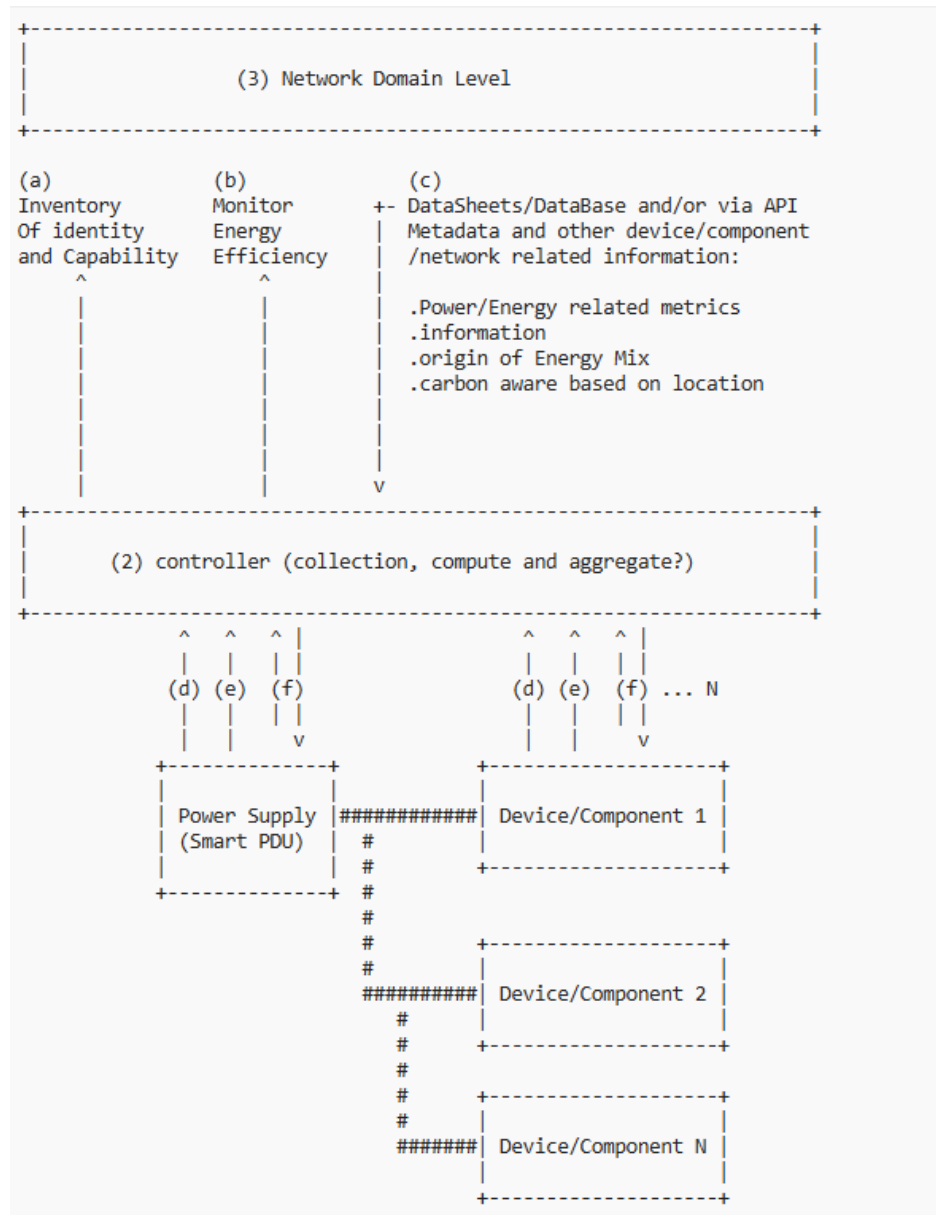 (3) Network Domain Level
(a) (b) (c)
Inventory Monitor +- DataSheets/DataBase and/or via API
Of identity Energy | Metadata and other device/component
and Capability Efficiency | /network related information:
.Power/Energy related metrics
.information
.origin of Energy Mix
.carbon aware based on location
v
(2) controller (collection, compute and aggregate?)
(d) (e) (f) (d) (e) (f) ... N
v v
Power Supply |############| Device/Component 1
(Smart PDU) #
#
#
#
#
#
##########| Device/Component 2
#
#
#
#
#
#######| Device/Component N